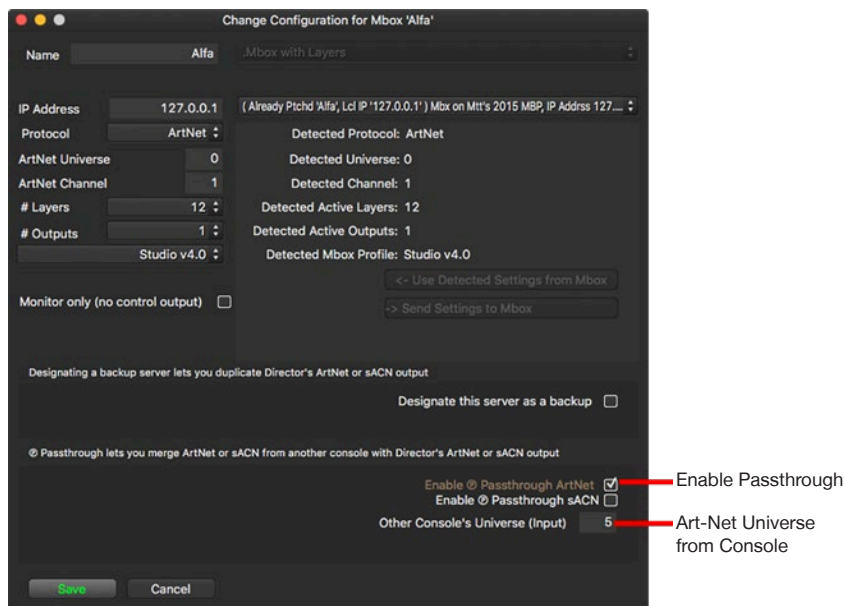 Change Configuration for Mbox 'Alfa'
Name Alfa .Mbox with Layers
IP Address 127.0.0.1 ( Already Ptchd 'Alfa', Lcl IP '127.0.0.1' ) Mbx on Mtt's 2015 MBP, IP Addrss 127....
Protocol ArtNet Detected Protocol: ArtNet
ArtNet Universe 0 Detected Universe: 0
ArtNet Channel 1 Detected Channel: 1
# Layers 12 Detected Active Layers: 12
# Outputs 1 Detected Active Outputs: 1
Studio v4.0 Detected Mbox Profile: Studio v4.0
<- Use Detected Settings from Mbox
Monitor only (no control output)
-> Send Settings to Mbox
Designating a backup server lets you duplicate Director's ArtNet or sACN output
Designate this server as a backup
℗ Passthrough lets you merge ArtNet or sACN from another console with Director's ArtNet or sACN output
Enable ℗ Passthrough ArtNet
Enable Passthrough
Enable ℗ Passthrough sACN
Other Console's Universe (Input) 5
Art-Net Universe
from Console
Save Cancel